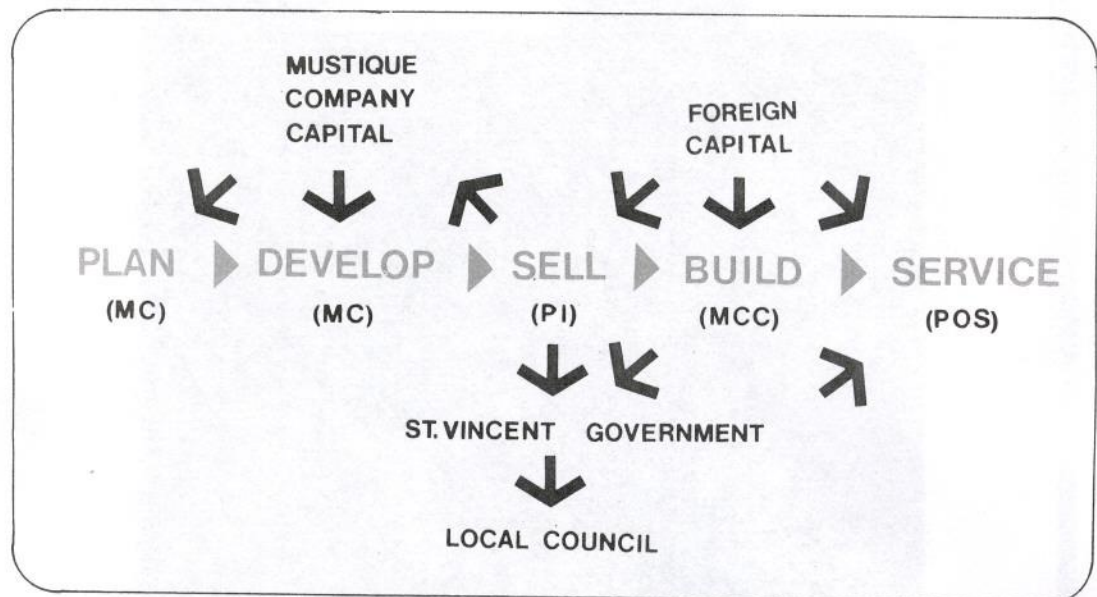 MUSTIQUE
COMPANY
CAPITAL
FOREIGN
CAPITAL
PLAN DEVELOP SELL BUILD SERVICE
(MC) (MC) (PI) (MCC) (POS)
ST. VINCENT GOVERNMENT
LOCAL COUNCIL